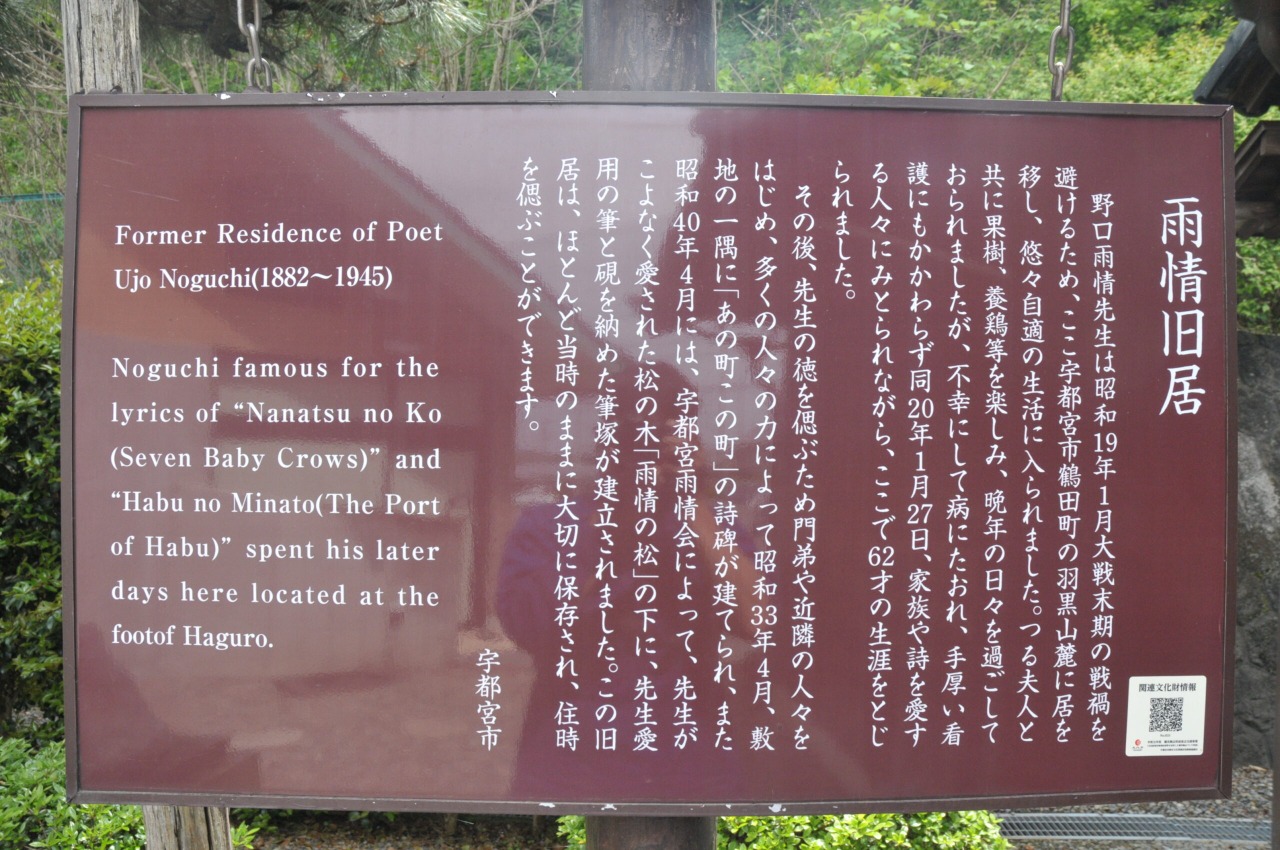 雨情旧居
野口雨情先生は昭和19年1月大戦末期の戦禍を
避けるため、ここ宇都宮市鶴田町の羽黒山麓に居を
移し、悠々自適の生活に入られました。つる夫人と
共に果樹、養鶏等を楽しみ、晩年の日々を過ごして
おられましたが、不幸にして病にたおれ、手厚い看
護にもかかわらず同20年1月27日、家族や詩を愛す
る人々にみとられながら、ここで62才の生涯をとじ
られました。
その後、先生の徳を偲ぶため門弟や近隣の人々を
はじめ、多くの人々の力によって昭和33年4月、敷
地の一隅に「あの町この町」の詩碑が建てられ、また
昭和40年4月には、宇都宮雨情会によって、先生が
こよなく愛された松の木「雨情の松」の下に、先生愛
用の筆と硯を納めた筆塚が建立されました。この旧
居は、ほとんど当時のままに大切に保存され、往時
を偲ぶことができます。
宇都宮市
Former Residence of Poet
Ujo Noguchi(1882～1945)
Noguchi famous for the
lyrics of “Nanatsu no Ko
(Seven Baby Crows)” and
“Habu no Minato(The Port
of Habu)” spent his later
days here located at the
footof Haguro.
関連文化財情報